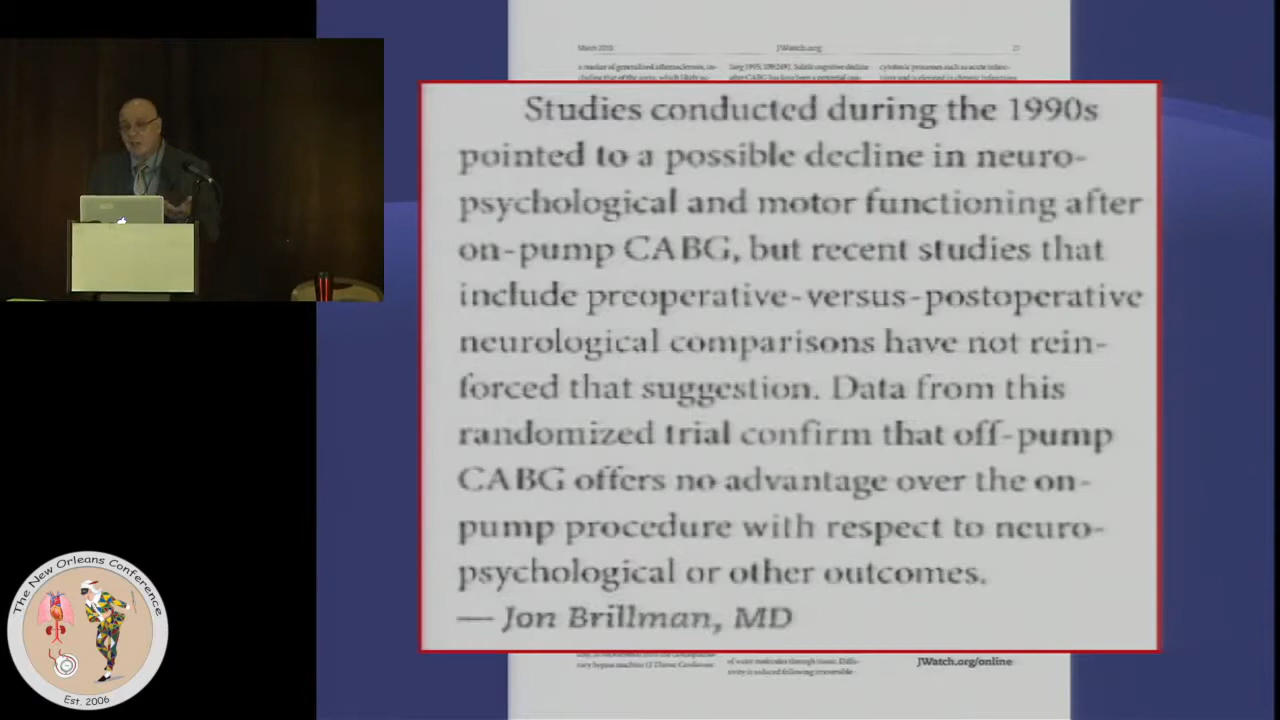 March 2010
JWatch.org
Studies conducted during the 1990s
pointed to a possible decline in neuro-
psychological and motor functioning after
on-pump CABG, but recent studies that
include preoperative-versus-postoperative
neurological comparisons have not rein-
forced that suggestion. Data from this
randomized trial confirm that off-pump
CABG offers no advantage over the on-
pump procedure with respect to neuro-
psychological or other outcomes.
— Jon Brillman, MD
JWatch.org/online
The New Orleans Conference
Est. 2006